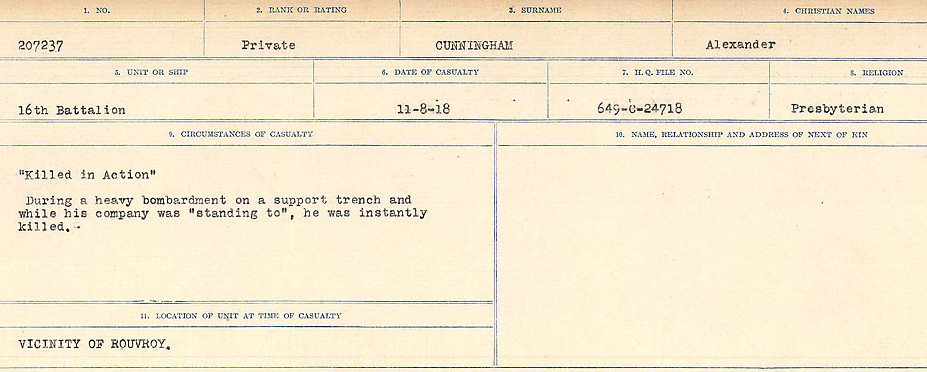 1. NO. 2. RANK OR RATING 3. SURNAME 4. CHRISTIAN NAMES
207237 Private CUNNINGHAM Alexander
5. UNIT OR SHIP 6. DATE OF CASUALTY 7. H. Q. FILE NO. 8. RELIGION
16th Battalion 11-8-18 649-C-24718 Presbyterian
9. CIRCUMSTANCES OF CASUALTY
"Killed in Action"
During a heavy bombardment on a support trench and
while his company was "standing to", he was instantly
killed.-
10. NAME, RELATIONSHIP AND ADDRESS OF NEXT OF KIN
11. LOCATION OF UNIT AT TIME OF CASUALTY
VICINITY OF ROUVROY.